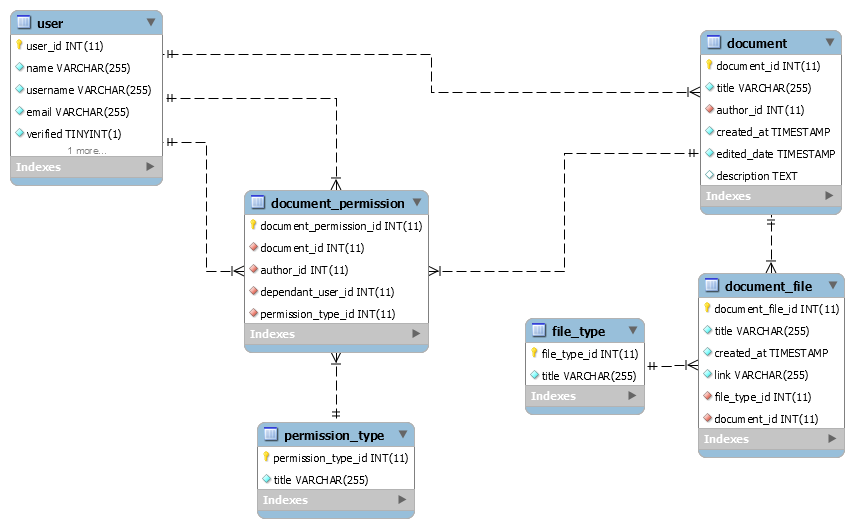 user
user_id INT(11)
name VARCHAR(255)
username VARCHAR(255)
email VARCHAR(255)
verified TINYINT(1)
1 more...
Indexes
document
document_id INT(11)
title VARCHAR(255)
author_id INT(11)
created_at TIMESTAMP
edited_date TIMESTAMP
description TEXT
Indexes
document_permission
document_permission_id INT(11)
document_id INT(11)
author_id INT(11)
dependant_user_id INT(11)
permission_type_id INT(11)
Indexes
document_file
document_file_id INT(11)
title VARCHAR(255)
created_at TIMESTAMP
link VARCHAR(255)
file_type_id INT(11)
document_id INT(11)
Indexes
file_type
file_type_id INT(11)
title VARCHAR(255)
Indexes
permission_type
permission_type_id INT(11)
title VARCHAR(255)
Indexes